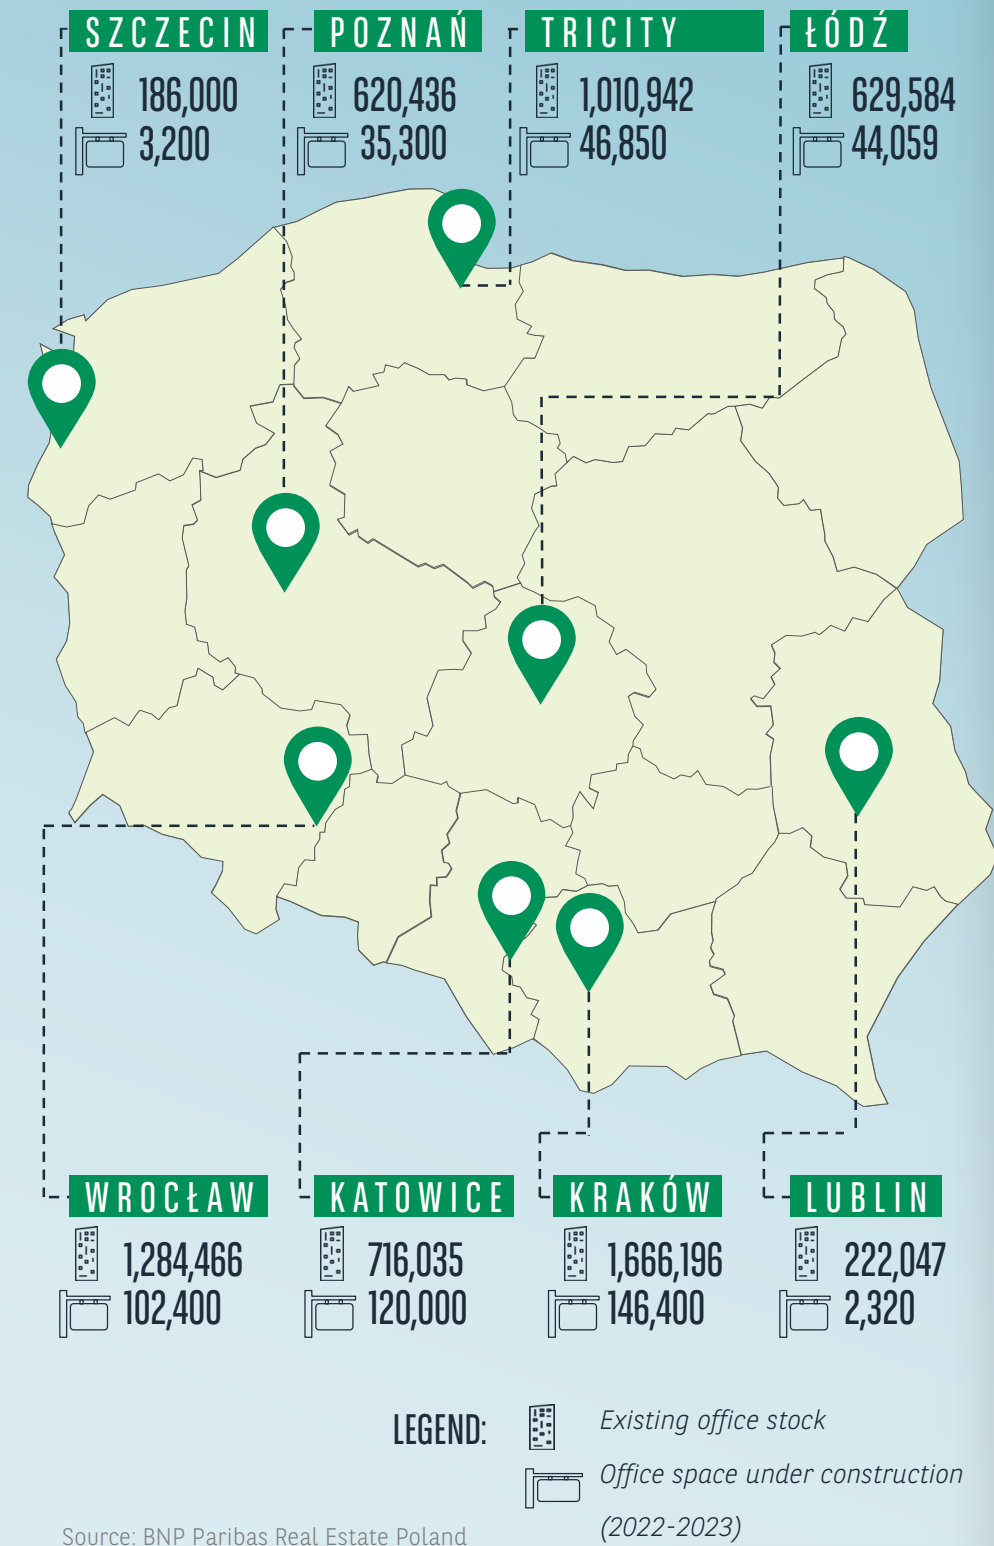 SZCZECIN
186,000
3,200
POZNAŃ
620,436
35,300
TRICITY
1,010,942
46,850
ŁÓDŹ
629,584
44,059
WROCŁAW
1,284,466
102,400
KATOWICE
716,035
120,000
KRAKÓW
1,666,196
146,400
LUBLIN
222,047
2,320
LEGEND:
Existing office stock
Office space under construction
(2022-2023)
Source: BNP Paribas Real Estate Poland